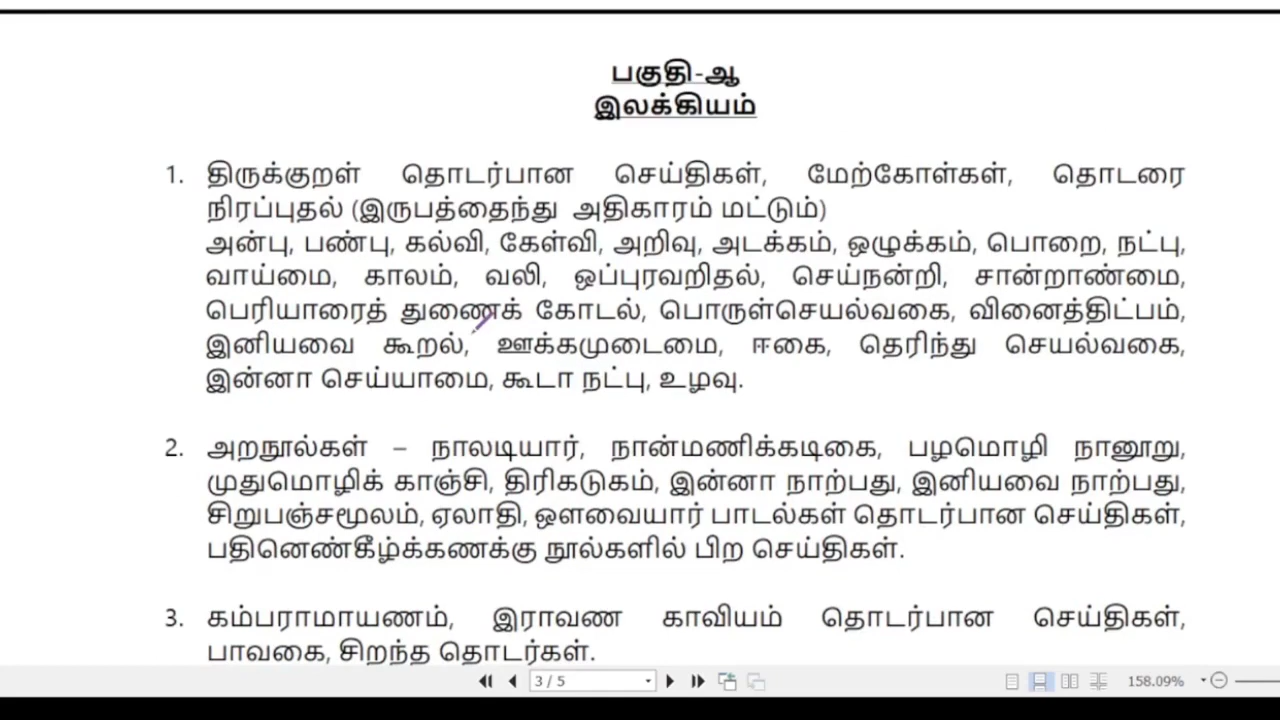 பகுதி-ஆ
இலக்கியம்
1. திருக்குறள் தொடர்பான செய்திகள், மேற்கோள்கள், தொடரை
நிரப்புதல் (இருபத்தைந்து அதிகாரம் மட்டும்)
அன்பு, பண்பு, கல்வி, கேள்வி, அறிவு, அடக்கம், ஒழுக்கம், பொறை, நட்பு,
வாய்மை, காலம், வலி, ஒப்புரவறிதல், செய்நன்றி, சான்றாண்மை,
பெரியாரைத் துணைக் கோடல், பொருள்செயல்வகை, வினைத்திட்பம்,
இனியவை கூறல், ஊக்கமுடைமை, ஈகை, தெரிந்து செயல்வகை,
இன்னா செய்யாமை, கூடா நட்பு, உழவு.
2. அறநூல்கள் – நாலடியார், நான்மணிக்கடிகை, பழமொழி நானூறு,
முதுமொழிக் காஞ்சி, திரிகடுகம், இன்னா நாற்பது, இனியவை நாற்பது,
சிறுபஞ்சமூலம், ஏலாதி, ஔவையார் பாடல்கள் தொடர்பான செய்திகள்,
பதினெண்கீழ்க்கணக்கு நூல்களில் பிற செய்திகள்.
3. கம்பராமாயணம், இராவண காவியம் தொடர்பான செய்திகள்,
பாவகை, சிறந்த தொடர்கள்.
3 / 5 158.09%